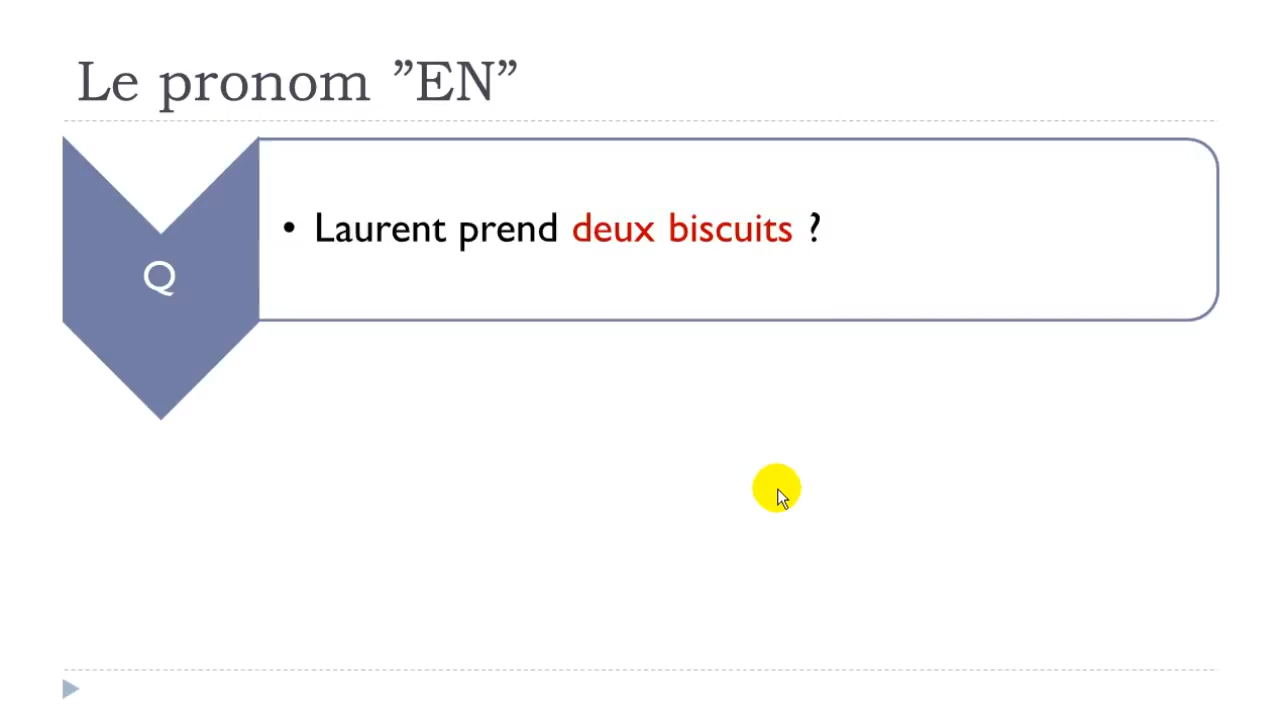 Le pronom ”EN”
Q
• Laurent prend deux biscuits ?